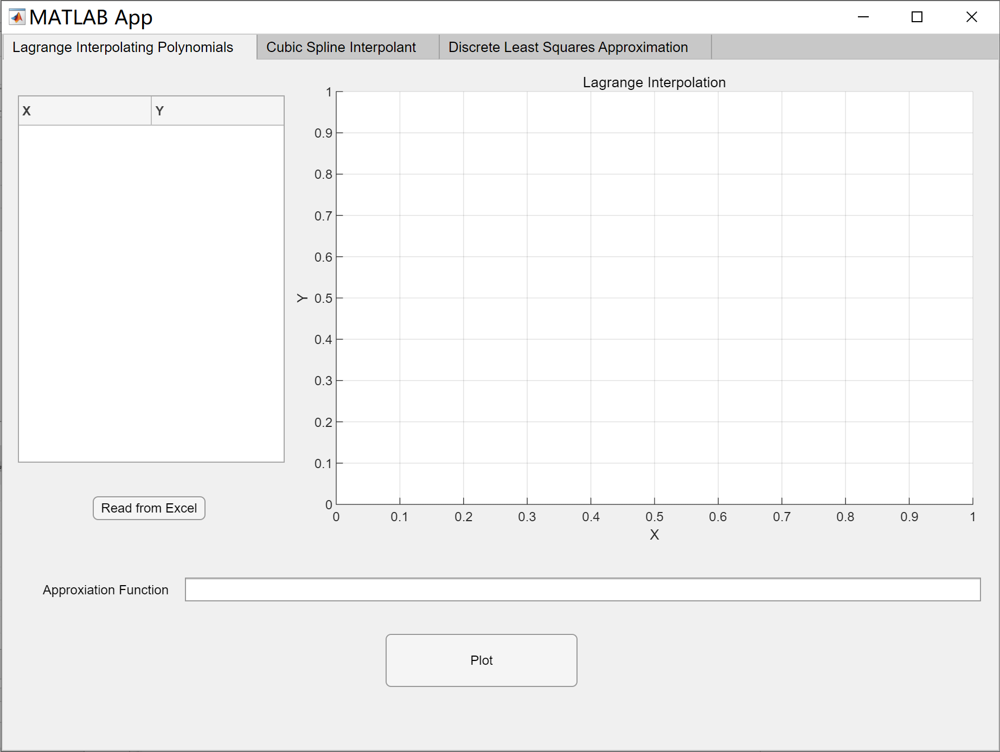 MATLAB App
Lagrange Interpolating Polynomials
Cubic Spline Interpolant
Discrete Least Squares Approximation
X
Y
Read from Excel
Lagrange Interpolation
1
0.9
0.8
0.7
0.6
0.5
0.4
0.3
0.2
0.1
0
Y
0 0.1 0.2 0.3 0.4 0.5 0.6 0.7 0.8 0.9 1
X
Approxiation Function
Plot